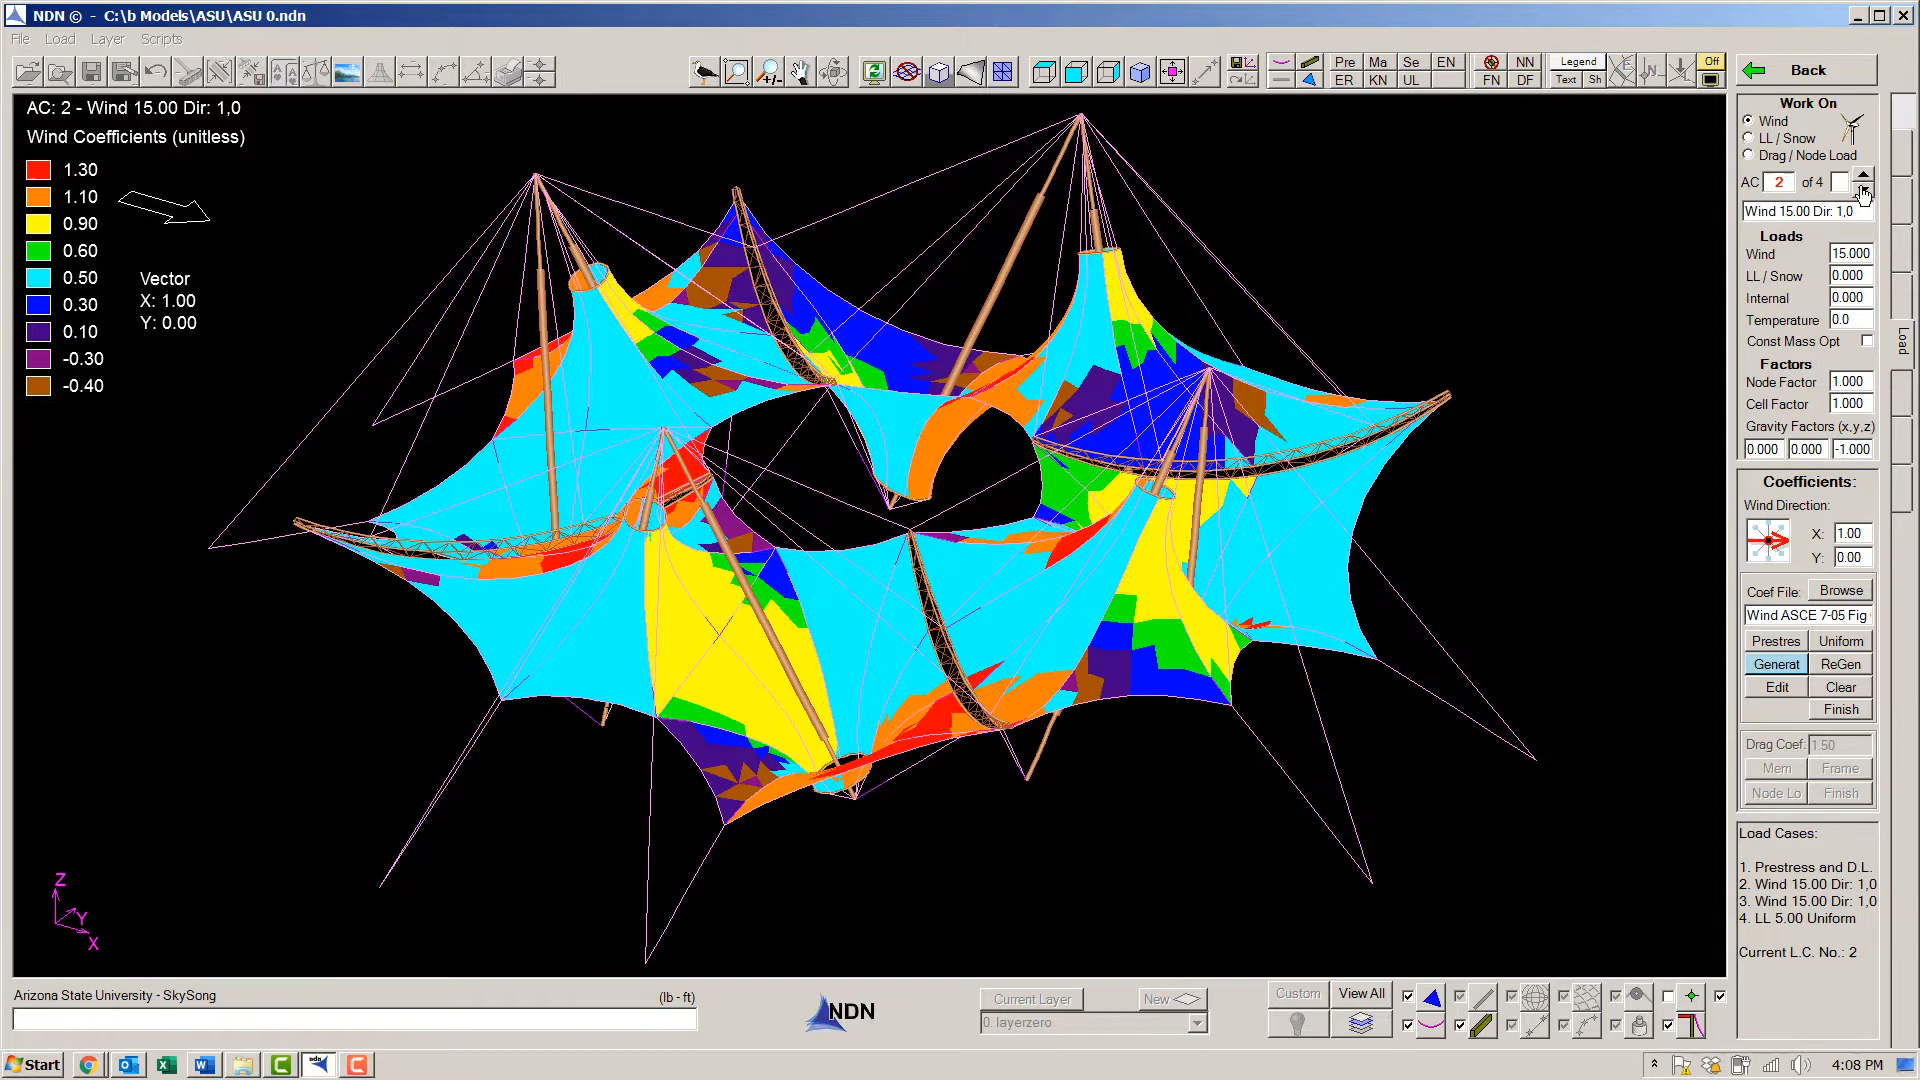 NDN © - C:\b Models\ASU\ASU 0.ndn
File Load Layer Scripts
Pre Ma Se EN
ER KN UL
NN
FN DF
Legend
Text Sh
Off
Back
AC: 2 - Wind 15.00 Dir: 1,0
Wind Coefficients (unitless)
1.30
1.10
0.90
0.60
0.50
0.30
0.10
-0.30
-0.40
Vector
X: 1.00
Y: 0.00
Z
Y
X
Work On
Wind
LL / Snow
Drag / Node Load
AC 2 of 4
Wind 15.00 Dir: 1,0
Loads
Wind 15.000
LL / Snow 0.000
Internal 0.000
Temperature 0.0
Const Mass Opt
Factors
Node Factor 1.000
Cell Factor 1.000
Gravity Factors (x,y,z)
0.000 0.000 -1.000
Coefficients:
Wind Direction:
X: 1.00
Y: 0.00
Coef File: Browse
Wind ASCE 7-05 Fig
Prestres Uniform
Generat ReGen
Edit Clear
Finish
Drag Coef: 1.50
Mem Frame
Node Lo Finish
Load Cases:
1. Prestress and D.L.
2. Wind 15.00 Dir: 1,0
3. Wind 15.00 Dir: 1,0
4. LL 5.00 Uniform
Current L.C. No.: 2
Load
Arizona State University - SkySong (lb - ft)
NDN
Current Layer New
0. layerzero
Custom View All
Start
4:08 PM